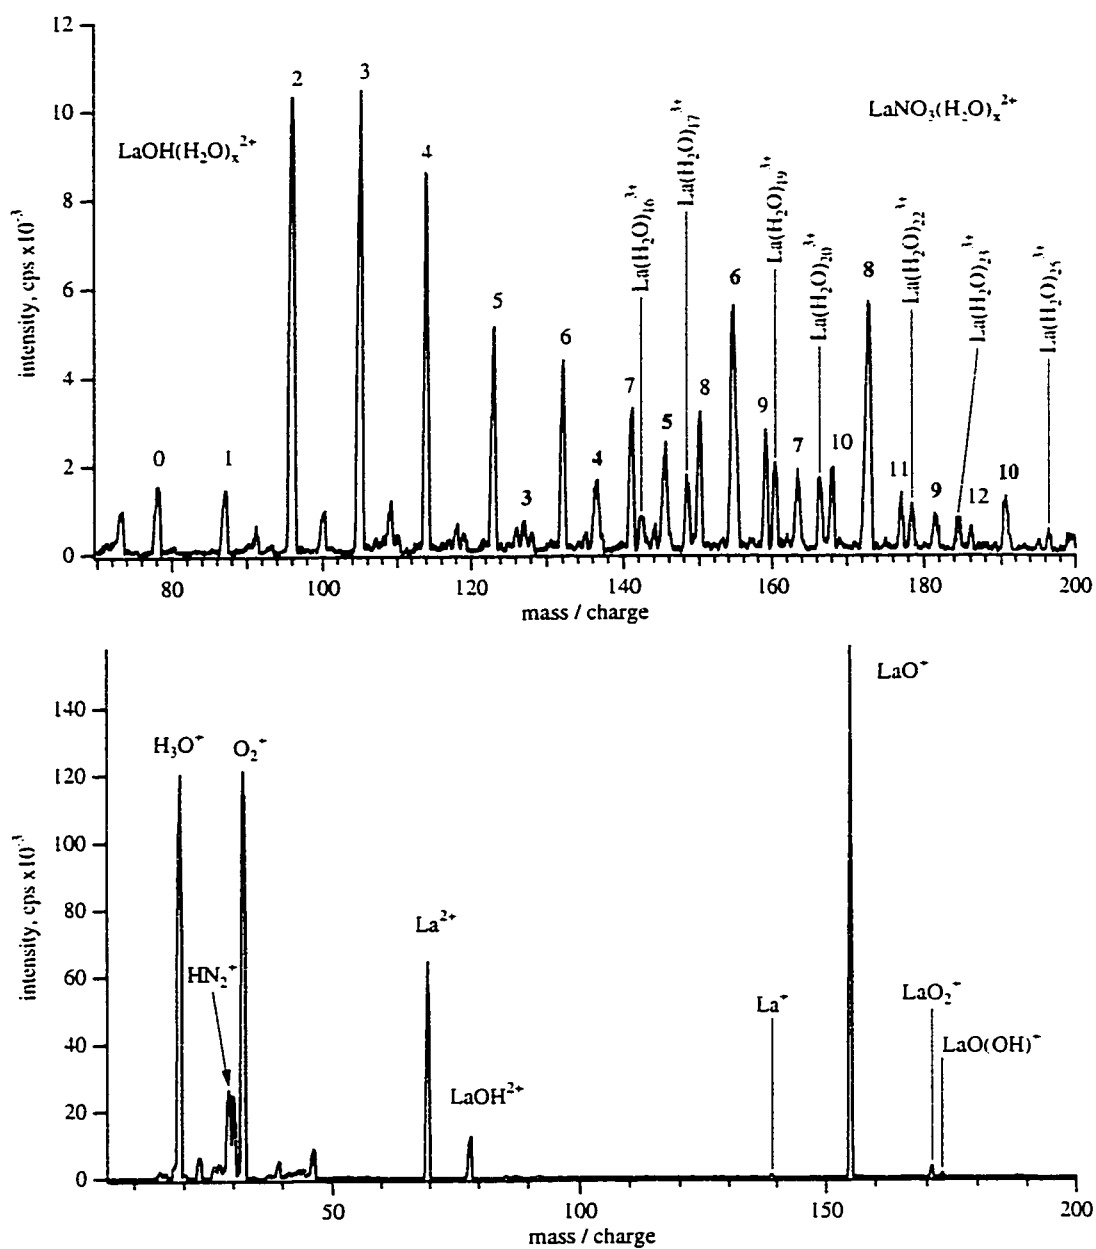 12
10
8
6
4
2
0
intensity, cps x10⁻³
LaOH(H₂O)ₓ²⁺
LaNO₃(H₂O)ₓ²⁺
0
1
2
3
4
5
6
3
4
7
La(H₂O)₁₆³⁺
5
La(H₂O)₁₇³⁺
8
6
9
La(H₂O)₁₉³⁺
7
La(H₂O)₂₀³⁺
10
8
11
La(H₂O)₂₂³⁺
9
La(H₂O)₂₃³⁺
12
10
La(H₂O)₂₅³⁺
80 100 120 140 160 180 200
mass / charge
140
120
100
80
60
40
20
0
intensity, cps x10⁻³
H₃O⁺
HN₂⁺
O₂⁺
La²⁺
LaOH²⁺
La⁺
LaO⁺
LaO₂⁺
LaO(OH)⁺
50 100 150 200
mass / charge